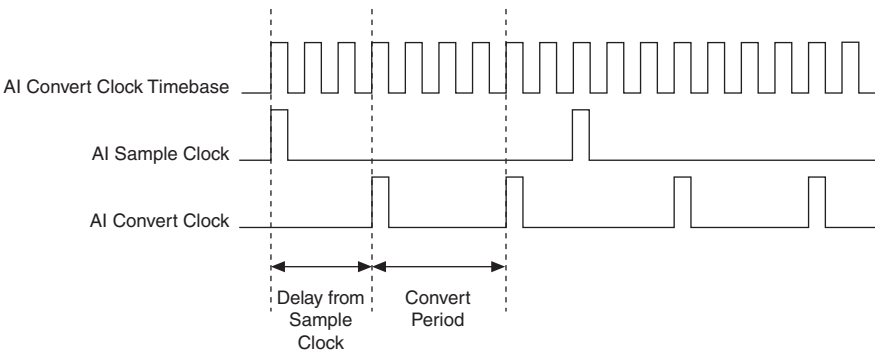 AI Convert Clock Timebase
AI Sample Clock
AI Convert Clock
Delay from
Sample
Clock
Convert
Period